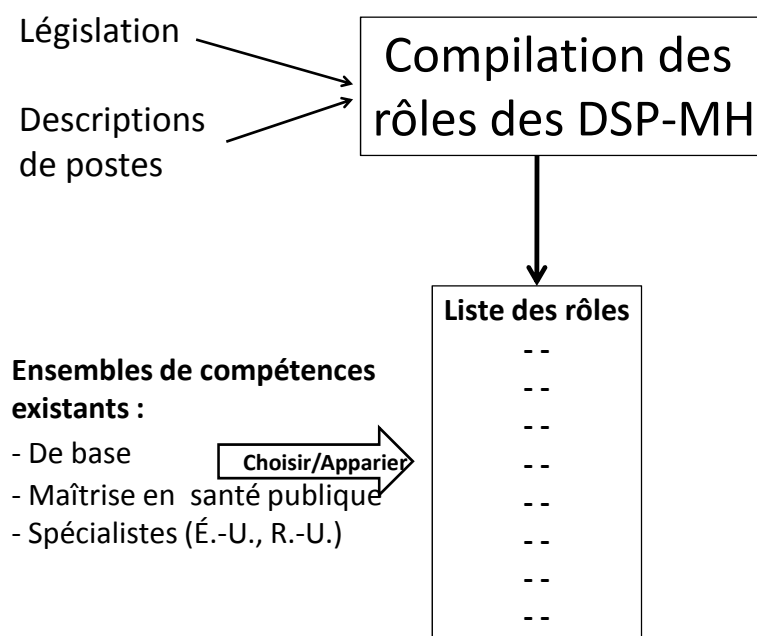 Législation
Descriptions
de postes
Compilation des
rôles des DSP-MH
Liste des rôles
- -
- -
- -
- -
- -
- -
- -
- -
Ensembles de compétences
existants :
- De base
- Maîtrise en santé publique
- Spécialistes (É.-U., R.-U.)
Choisir/Apparier